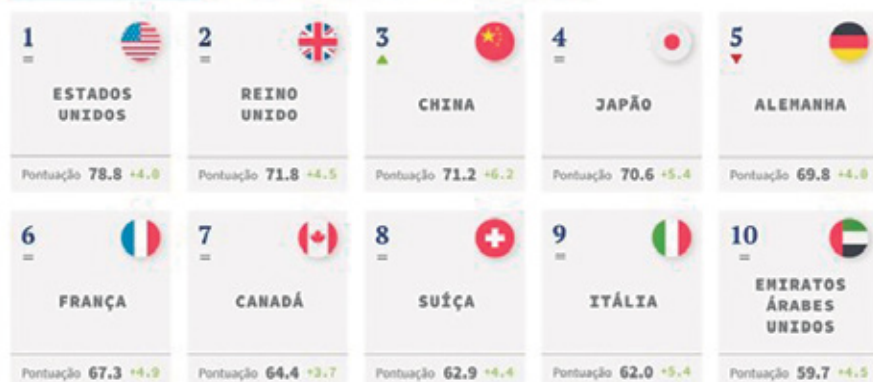 1
=
ESTADOS
UNIDOS
Pontuação 78.8 +4.0
2
=
REINO
UNIDO
Pontuação 71.8 +4.5
3
CHINA
Pontuação 71.2 +6.2
4
=
JAPÃO
Pontuação 70.6 +5.4
5
ALEMANHA
Pontuação 69.8 +4.0
6
=
FRANÇA
Pontuação 67.3 +4.9
7
=
CANADÁ
Pontuação 64.4 +3.7
8
=
SUÍÇA
Pontuação 62.9 +4.4
9
=
ITÁLIA
Pontuação 62.0 +5.4
10
=
EMIRATOS
ÁRABES
UNIDOS
Pontuação 59.7 +4.5